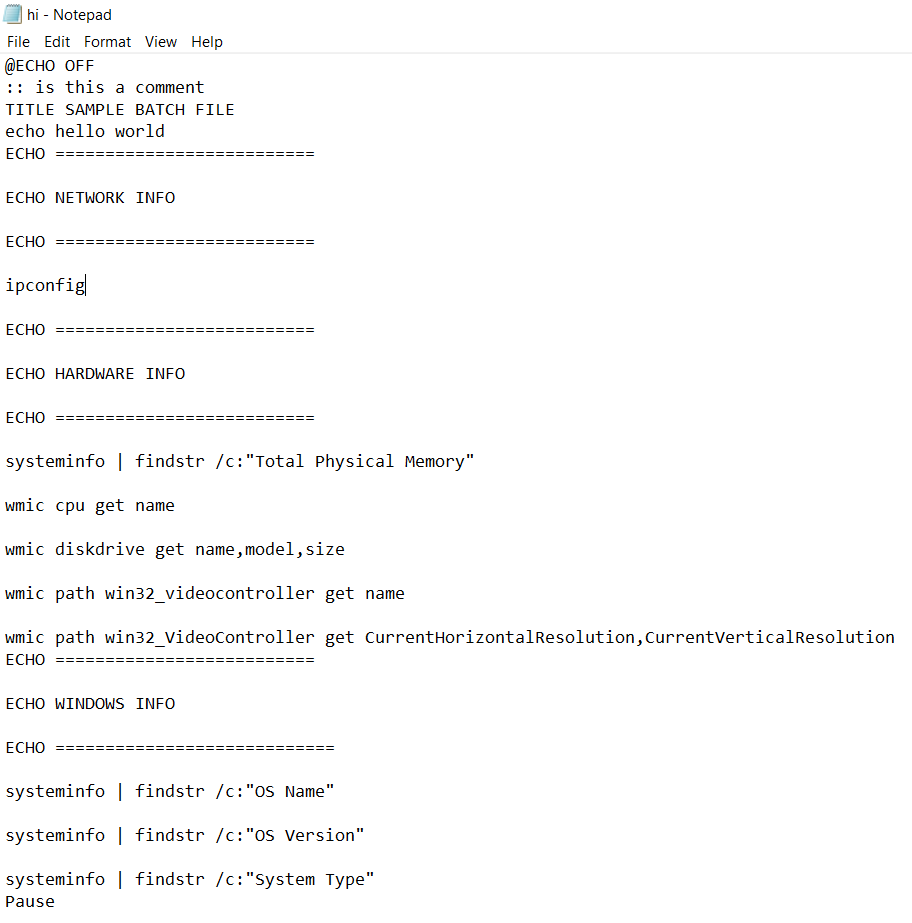 hi - Notepad
File Edit Format View Help
@ECHO OFF
:: is this a comment
TITLE SAMPLE BATCH FILE
echo hello world
ECHO ==========================
ECHO NETWORK INFO
ECHO ==========================
ipconfig
ECHO ==========================
ECHO HARDWARE INFO
ECHO ==========================
systeminfo | findstr /c:"Total Physical Memory"
wmic cpu get name
wmic diskdrive get name,model,size
wmic path win32_videocontroller get name
wmic path win32_VideoController get CurrentHorizontalResolution,CurrentVerticalResolution
ECHO ==========================
ECHO WINDOWS INFO
ECHO ============================
systeminfo | findstr /c:"OS Name"
systeminfo | findstr /c:"OS Version"
systeminfo | findstr /c:"System Type"
Pause